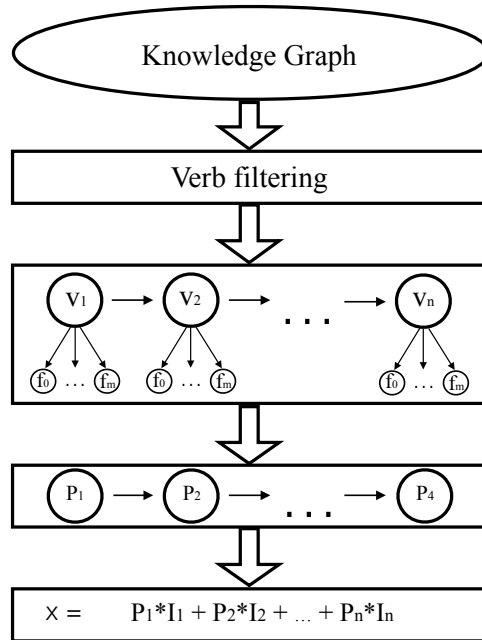 Knowledge Graph
Verb filtering
V₁ V₂ . . . Vₙ
f₀ ... fₘ f₀ ... fₘ f₀ ... fₘ
P₁ P₂ . . . P₄
X = P₁*I₁ + P₂*I₂ + ... + Pₙ*Iₙ